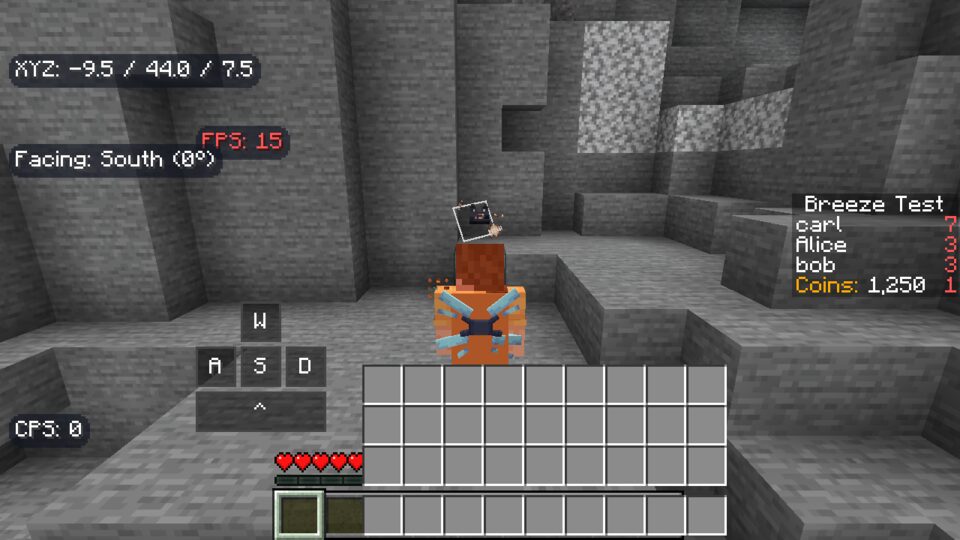 XYZ: -9.5 / 44.0 / 7.5
FPS: 15
Facing: South (0°)
Breeze Test
carl 7
Alice 3
bob 3
Coins: 1,250 1
W
A S D
^
CPS: 0